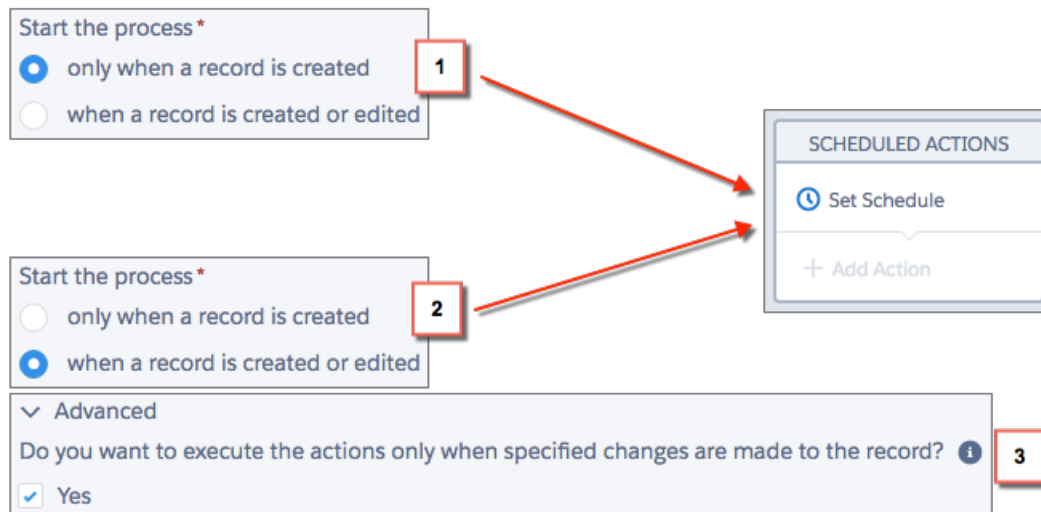 Start the process*
only when a record is created
1
when a record is created or edited
SCHEDULED ACTIONS
Set Schedule
+ Add Action
Start the process*
only when a record is created
2
when a record is created or edited
Advanced
Do you want to execute the actions only when specified changes are made to the record?
3
Yes